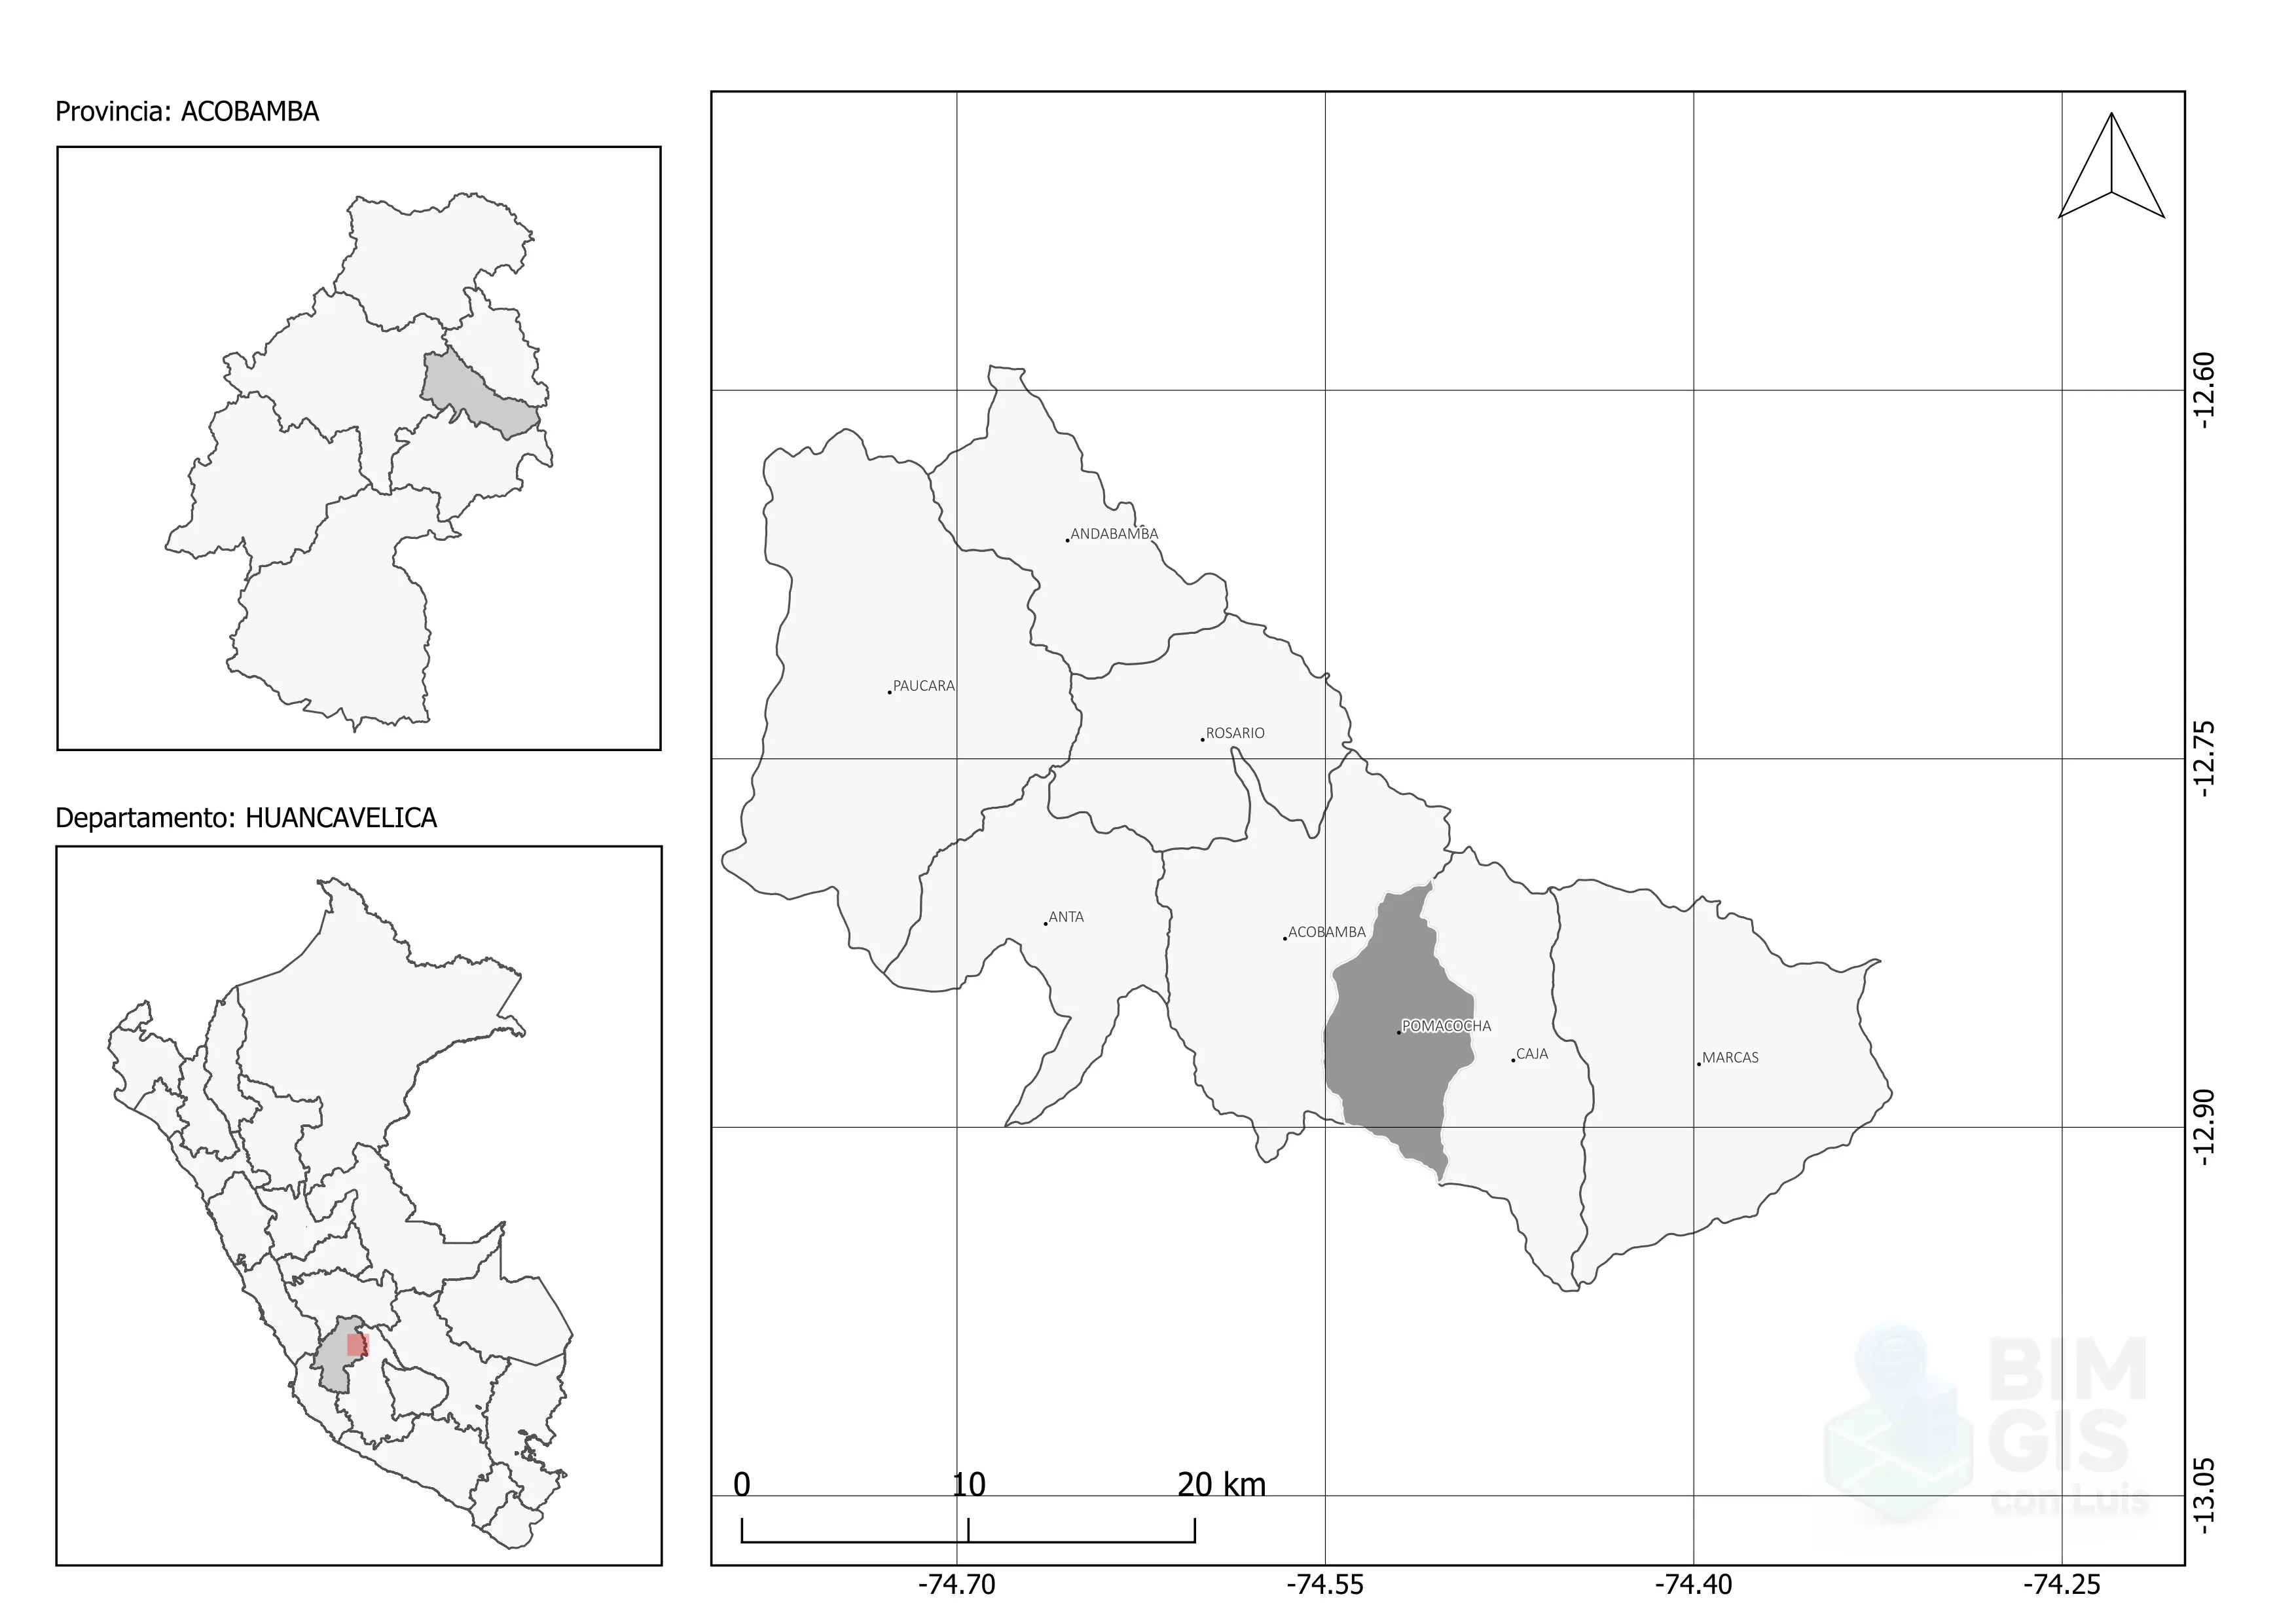 Provincia: ACOBAMBA
Departamento: HUANCAVELICA
ANDABAMBA
PAUCARA
ROSARIO
ANTA
ACOBAMBA
POMACOCHA
CAJA
MARCAS
-12.60
-12.75
-12.90
-13.05
0 10 20 km
-74.70 -74.55 -74.40 -74.25
BIM
GIS
con Luis